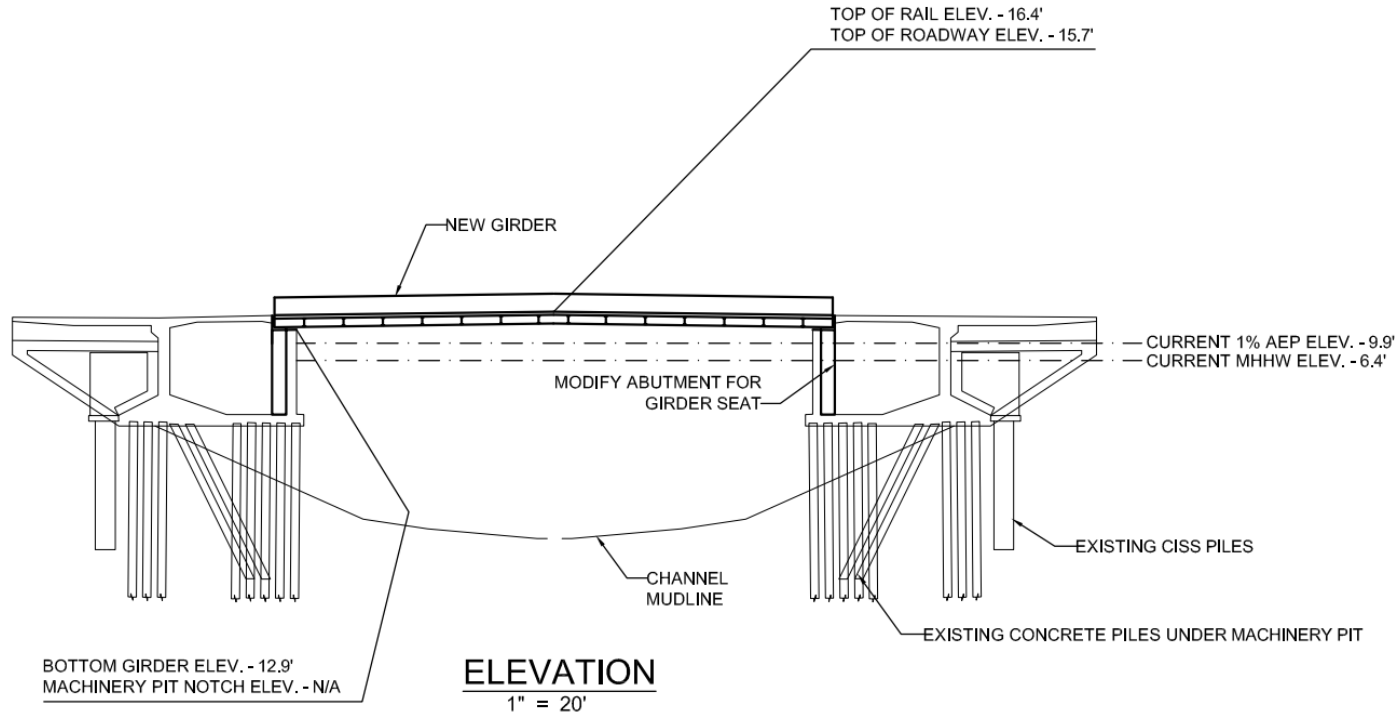 TOP OF RAIL ELEV. - 16.4'
TOP OF ROADWAY ELEV. - 15.7'
NEW GIRDER
CURRENT 1% AEP ELEV. - 9.9'
CURRENT MHHW ELEV. - 6.4'
MODIFY ABUTMENT FOR
GIRDER SEAT
EXISTING CISS PILES
CHANNEL
MUDLINE
EXISTING CONCRETE PILES UNDER MACHINERY PIT
BOTTOM GIRDER ELEV. - 12.9'
MACHINERY PIT NOTCH ELEV. - N/A
ELEVATION
1" = 20'